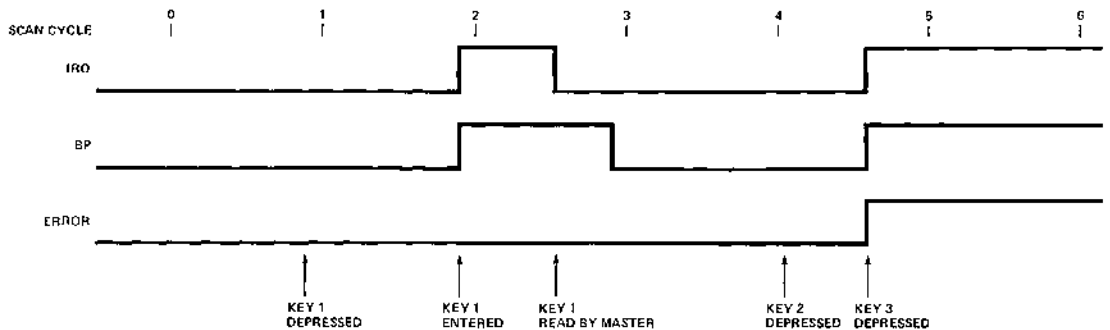 0 1 2 3 4 5 6
SCAN CYCLE
IRQ
BP
ERROR
KEY 1 DEPRESSED
KEY 1 ENTERED
KEY 1 READ BY MASTER
KEY 2 DEPRESSED
KEY 3 DEPRESSED